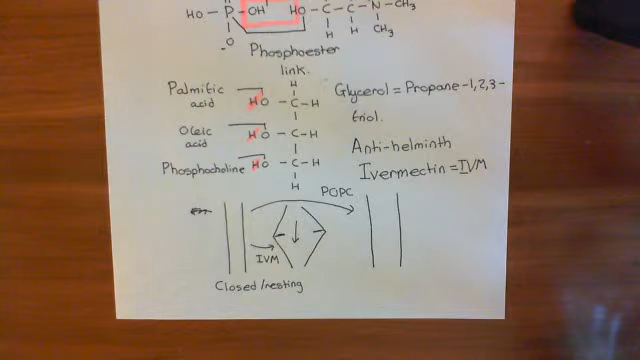 HO — P — OH HO — C — C — N — CH3
H H CH3
-O
Phosphoester
link.
Palmitic
acid
Oleic
acid
Phosphocholine
H
HO — C — H
HO — C — H
HO — C — H
H
Glycerol = Propane-1,2,3-
triol.
Anti-helminth
Ivermectin = IVM
POPC
IVM
Closed/resting